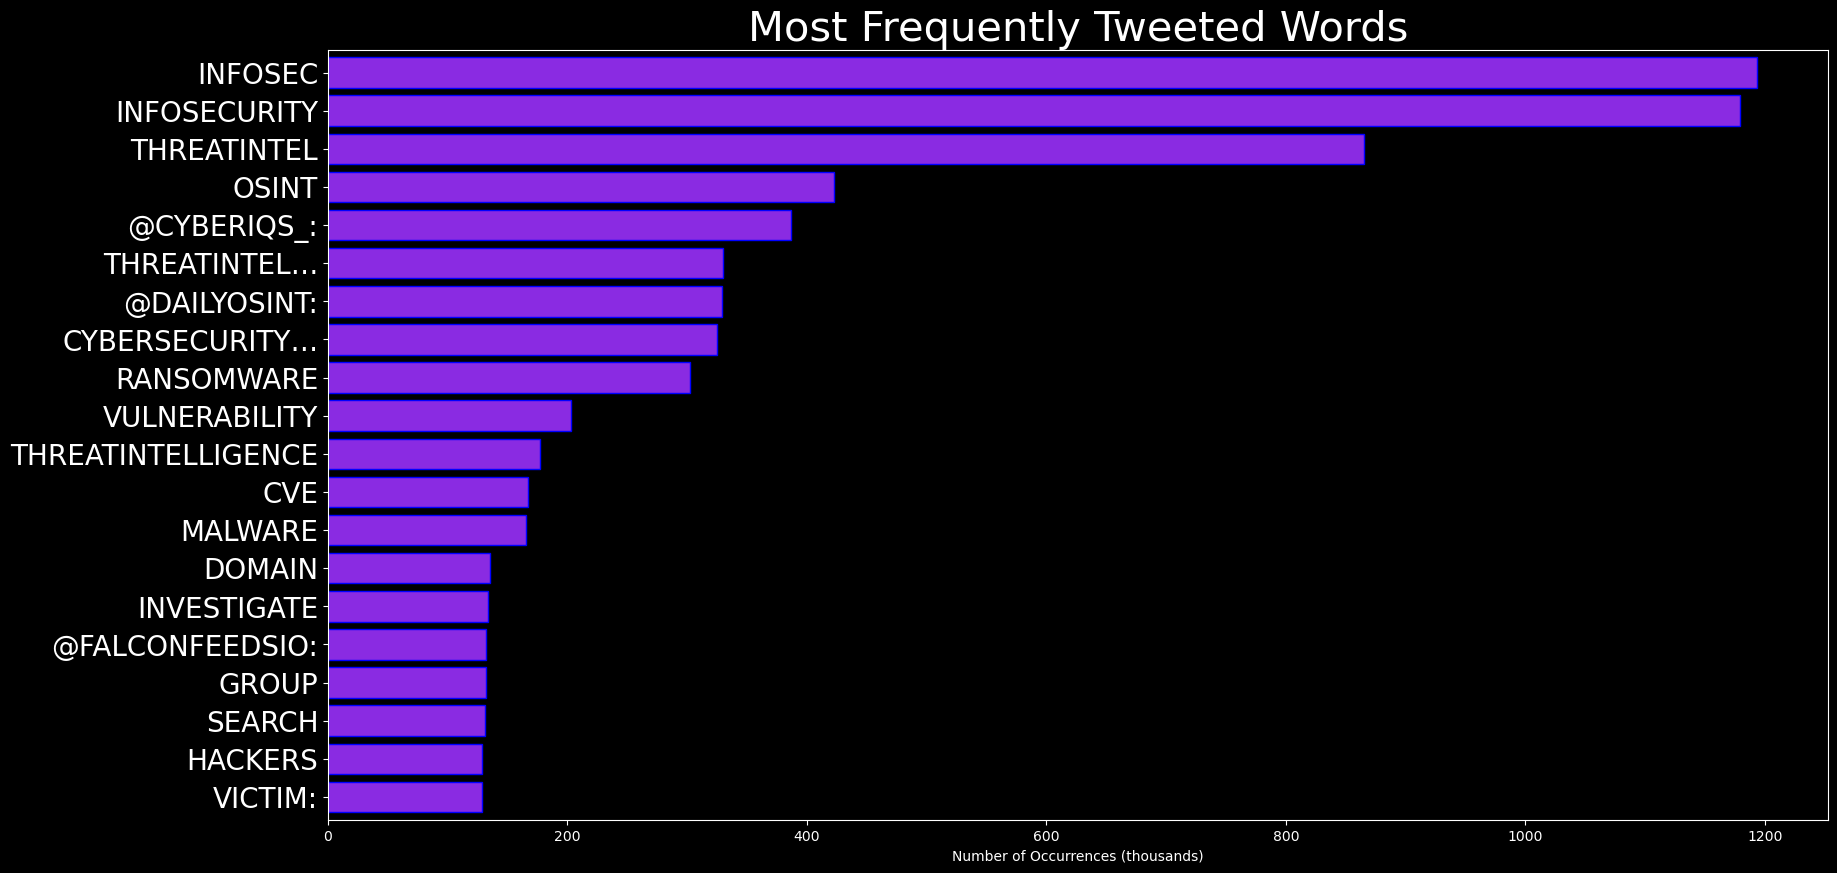 Most Frequently Tweeted Words
INFOSEC
INFOSECURITY
THREATINTEL
OSINT
@CYBERIQS_:
THREATINTEL…
@DAILYOSINT:
CYBERSECURITY…
RANSOMWARE
VULNERABILITY
THREATINTELLIGENCE
CVE
MALWARE
DOMAIN
INVESTIGATE
@FALCONFEEDSIO:
GROUP
SEARCH
HACKERS
VICTIM:
0 200 400 600 800 1000 1200
Number of Occurrences (thousands)